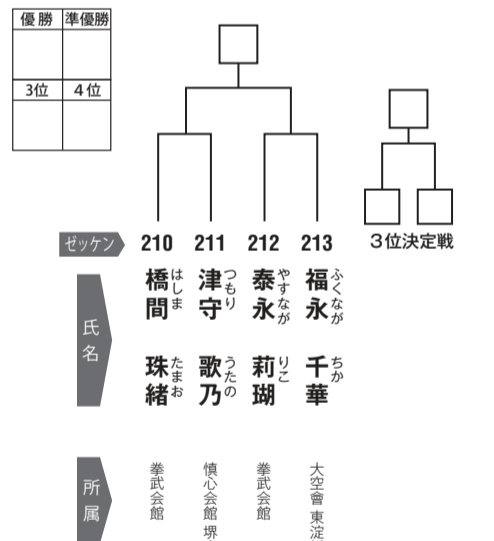 優勝 準優勝
3位 4位
3位決定戦
ゼッケン 210 211 212 213
氏名
橋間 珠緒
はしま たまお
津守 歌乃
つもり うたの
泰永 莉瑚
やすなが りこ
福永 千華
ふくなが ちか
所属
拳武会館
慎心会館 堺
拳武会館
大空會 東淀